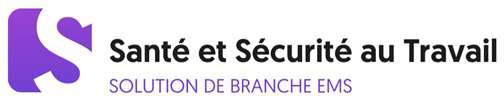 Santé et Sécurité au Travail
SOLUTION DE BRANCHE EMS